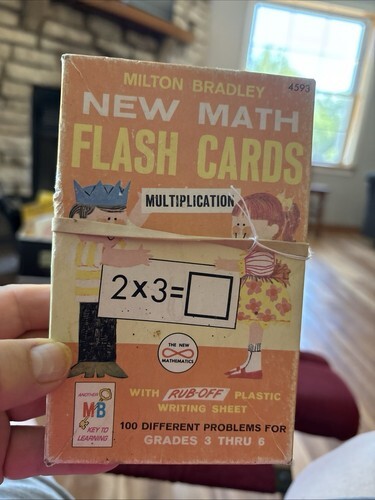 MILTON BRADLEY
4593
NEW MATH
FLASH CARDS
MULTIPLICATION
2x3=
THE NEW
MATHEMATICS
WITH RUB-OFF PLASTIC
WRITING SHEET
100 DIFFERENT PROBLEMS FOR
GRADES 3 THRU 6
ANOTHER
MB
KEY TO
LEARNING